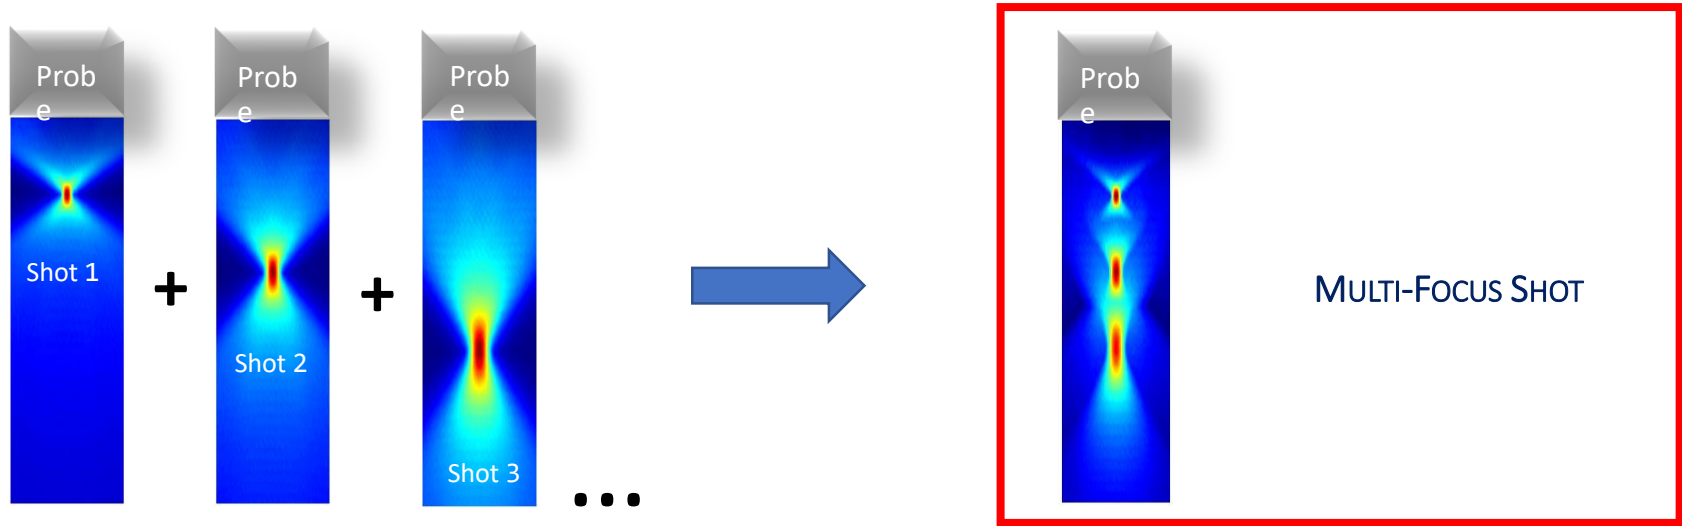 Prob
e
Prob
e
Prob
e
Prob
e
Shot 1
+
Shot 2
+
Shot 3
...
MULTI-FOCUS SHOT